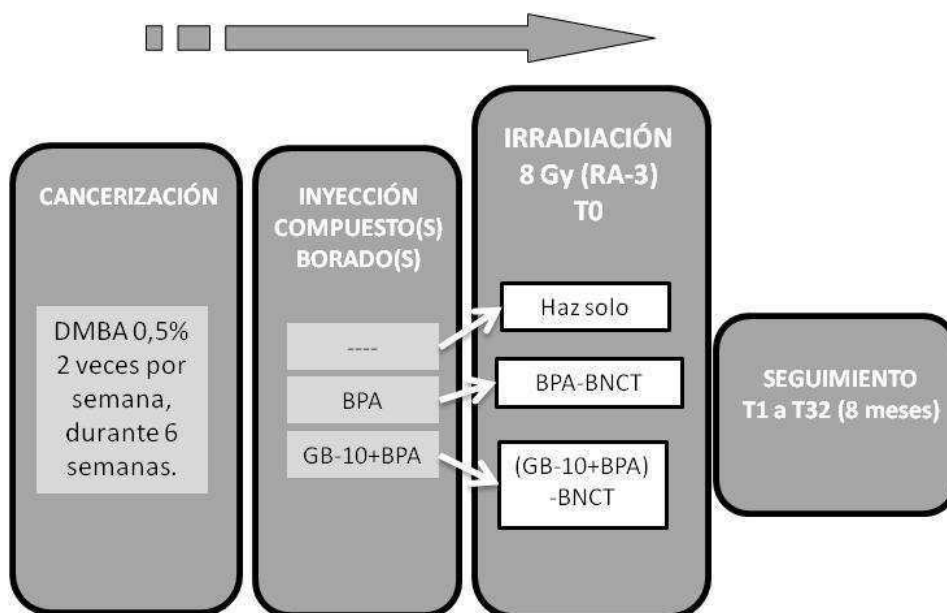 CANCERIZACIÓN
DMBA 0,5%
2 veces por
semana,
durante 6
semanas.
INYECCIÓN
COMPUESTO(S)
BORADO(S)
----
BPA
GB-10+BPA
IRRADIACIÓN
8 Gy (RA-3)
T0
Haz solo
BPA-BNCT
(GB-10+BPA)
-BNCT
SEGUIMIENTO
T1 a T32 (8 meses)